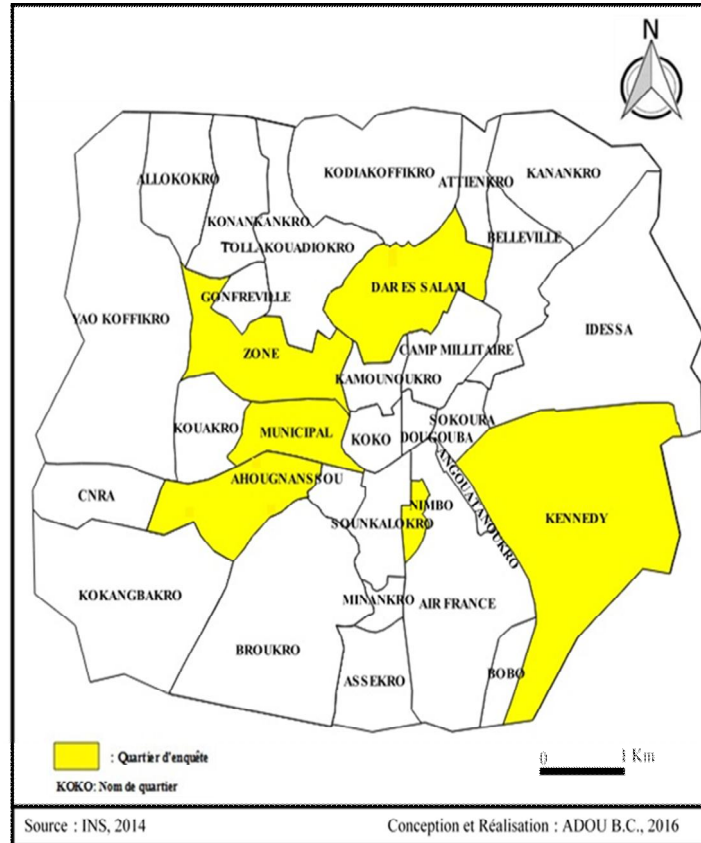 N
KODIAKOFFIKRO
KANANKRO
ALLOKOKRO
ATTIENKRO
KONANKANKRO
BELLEVILLE
TOLLAKOUADIOKRO
DAR ES SALAM
GONFREVILLE
YAO KOFFIKRO
IDESSA
ZONE
CAMP MILLITAIRE
KAMOUNOUKRO
KOUAKRO
MUNICIPAL
KOKO
SOKOURA
DOUGOUBA
ANGOUATANOUKRO
AHOUGNANSSOU
CNRA
NIMBO
SOUNKALOKRO
KENNEDY
KOKANGBAKRO
MINANKRO
AIR FRANCE
BROUKRO
ASSEKRO
BOBO
: Quartier d'enquête
0 1 Km
KOKO: Nom de quartier
Source : INS, 2014 Conception et Réalisation : ADOU B.C., 2016